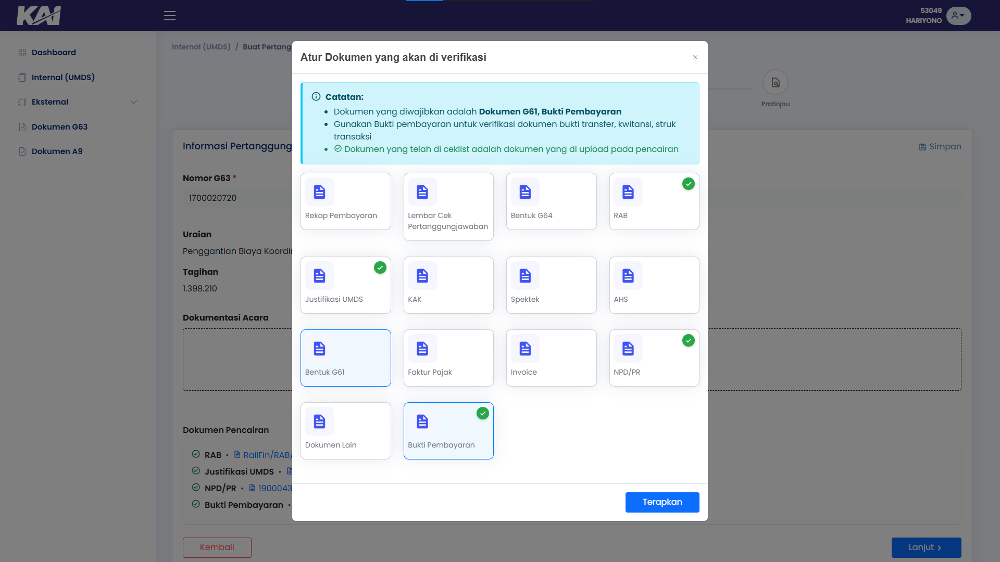 KAI
53049
HARIYONO
Dashboard
Internal (UMDS)
Eksternal
Dokumen G63
Dokumen A9
Internal (UMDS) / Buat Pertangg
Pratinjau
Informasi Pertanggung
Simpan
Nomor G63 *
1700020720
Uraian
Penggantian Biaya Koordin
Tagihan
1.398.210
Dokumentasi Acara
Dokumen Pencairan
RAB • RailFin/RAB/
Justifikasi UMDS •
NPD/PR • 1900043
Bukti Pembayaran •
Kembali
Lanjut
Atur Dokumen yang akan di verifikasi
×
Catatan:
• Dokumen yang diwajibkan adalah Dokumen G61, Bukti Pembayaran
• Gunakan Bukti pembayaran untuk verifikasi dokumen bukti transfer, kwitansi, struk
transaksi
• Dokumen yang telah di ceklist adalah dokumen yang di upload pada pencairan
Rekap Pembayaran
Lembar Cek
Pertanggungjawaban
Bentuk G64
RAB
Justifikasi UMDS
KAK
Spektek
AHS
Bentuk G61
Faktur Pajak
Invoice
NPD/PR
Dokumen Lain
Bukti Pembayaran
Terapkan